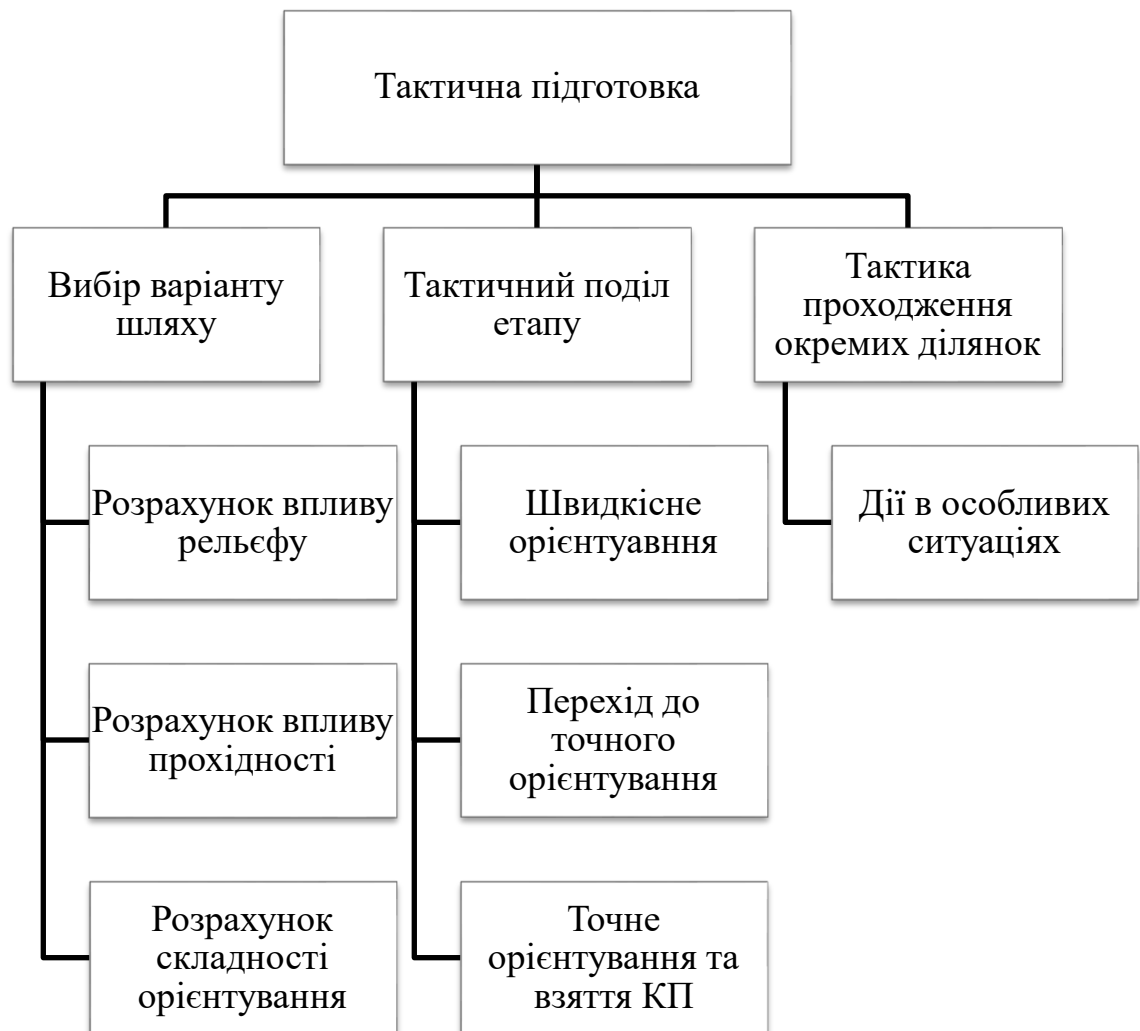 Тактична підготовка
Вибір варіанту
шляху
Розрахунок впливу
рельєфу
Розрахунок впливу
прохідності
Розрахунок
складності
орієнтування
Тактичний поділ
етапу
Швидкісне
орієнтуавння
Перехід до
точного
орієнтування
Точне
орієнтування та
взяття КП
Тактика
проходження
окремих ділянок
Дії в особливих
ситуаціях